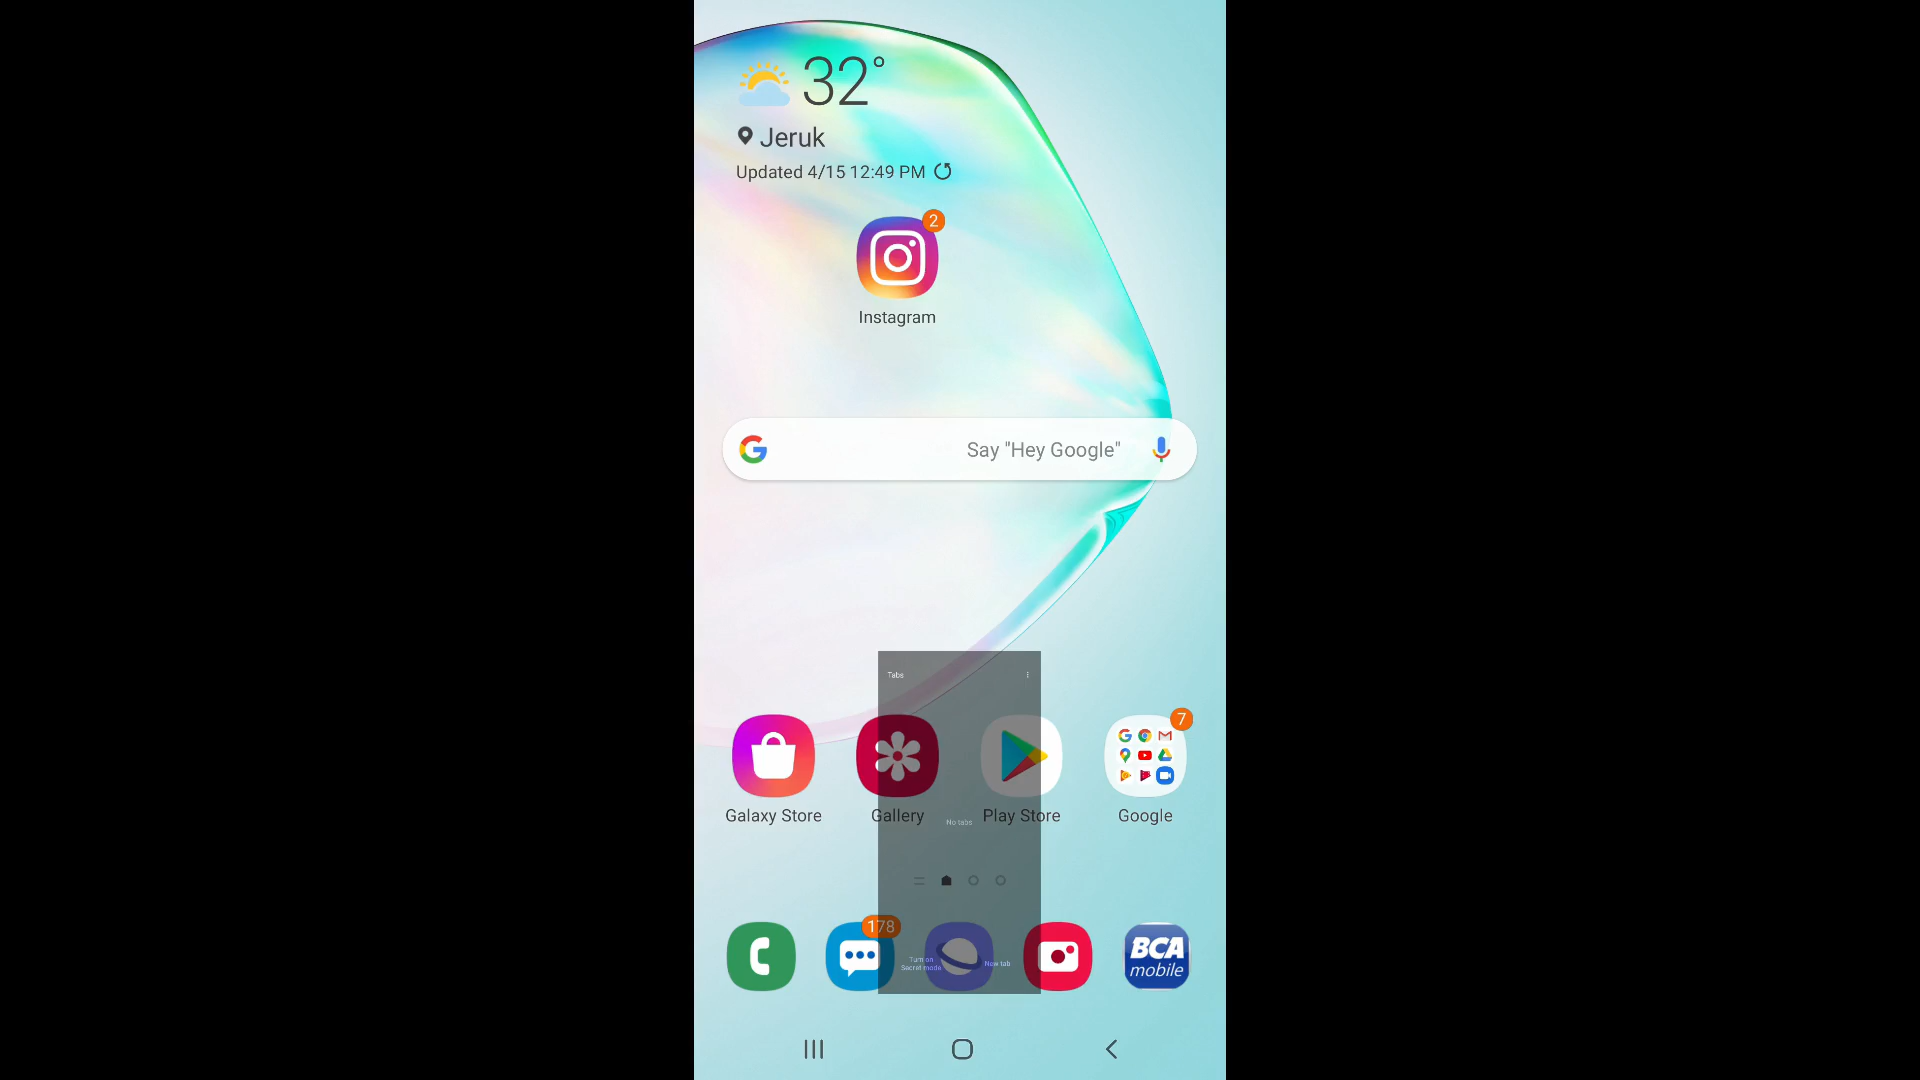 32°
Jeruk
Updated 4/15 12:49 PM
2
Instagram
Say "Hey Google"
Tabs
7
Galaxy Store
Gallery
Play Store
Google
No tabs
178
Turn on
Secret mode
New tab
BCA
mobile